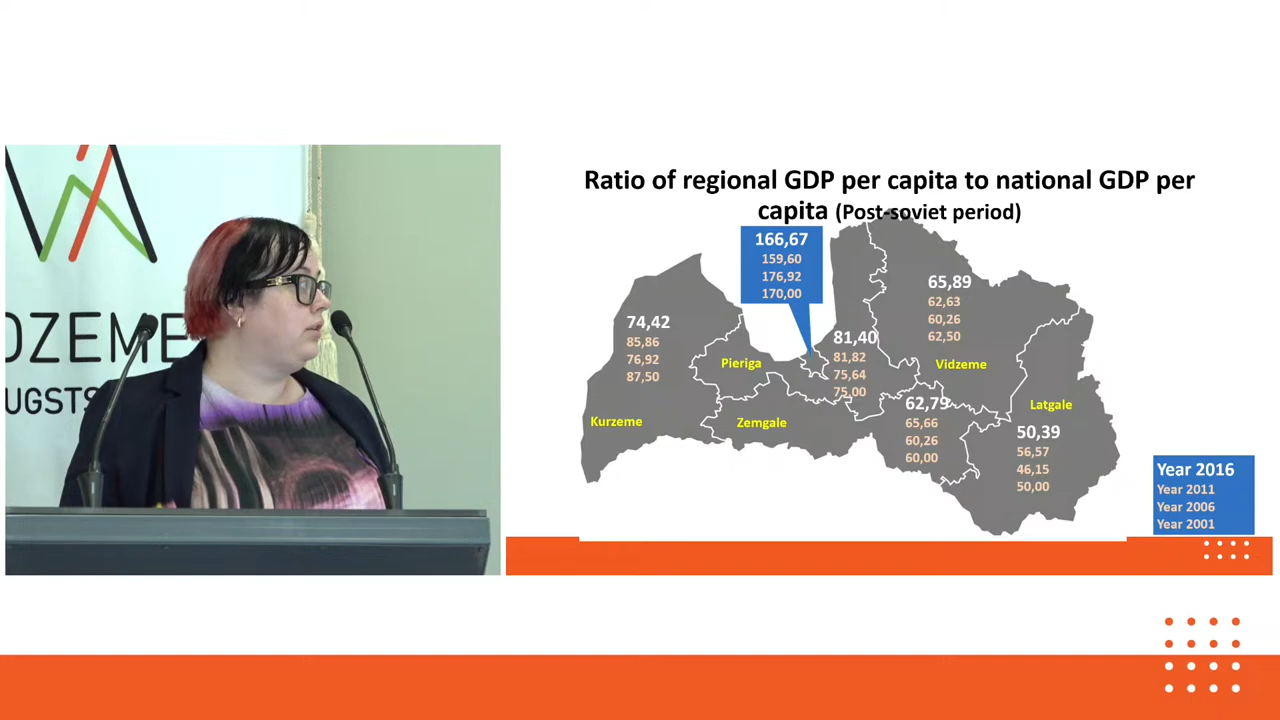 DZEME
UGSTS
Ratio of regional GDP per capita to national GDP per
capita (Post-soviet period)
166,67
159,60
176,92
170,00
65,89
62,63
60,26
62,50
Vidzeme
74,42
85,86
76,92
87,50
Kurzeme
Pieriga
81,40
81,82
75,64
75,00
Zemgale
62,79
65,66
60,26
60,00
Latgale
50,39
56,57
46,15
50,00
Year 2016
Year 2011
Year 2006
Year 2001